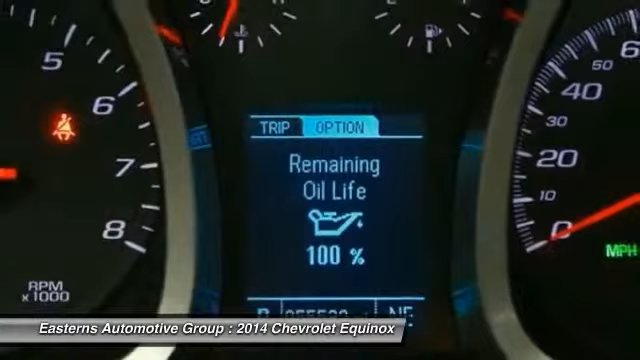 C H
E F
TRIP OPTION
Remaining
Oil Life
100 %
5
6
7
8
RPM
x1000
60
50
40
30
20
10
0
MPH
NE
Easterns Automotive Group : 2014 Chevrolet Equinox